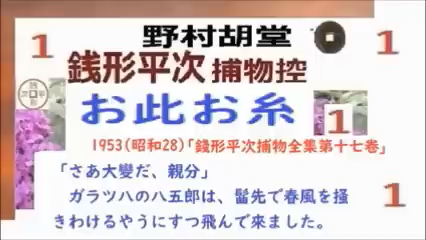 野村胡堂
1
1
銭形平次 捕物控
お此お糸
1
1953(昭和28)「銭形平次捕物全集第十七巻」
「さあ大變だ、親分」
ガラツハの八五郎は、髷先で春風を掻
きわけるやうにすつ飛んで来ました。
1